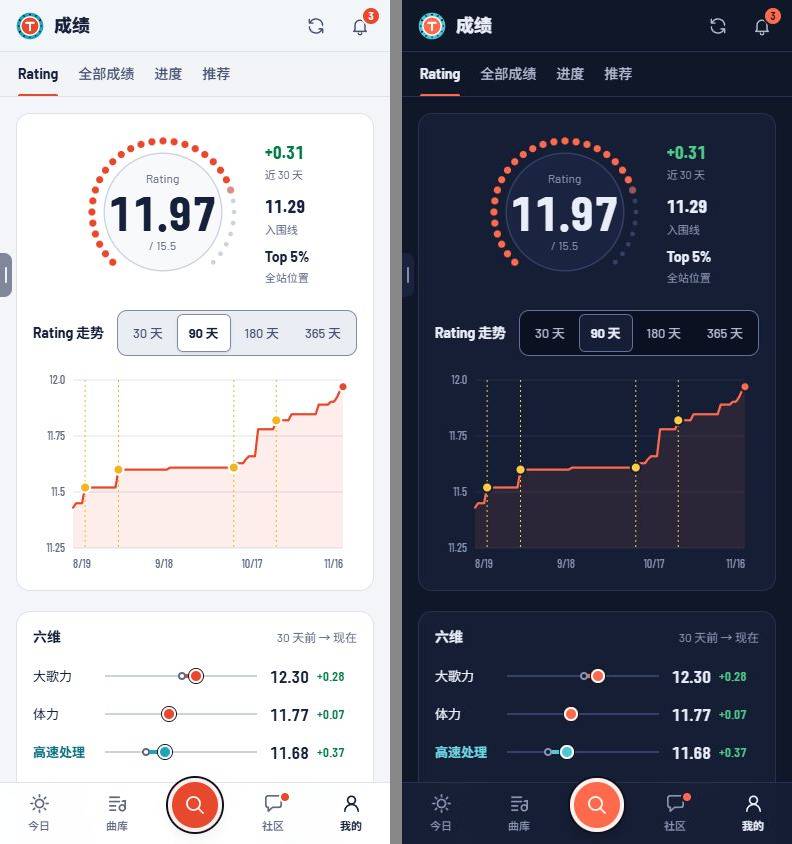 T 成绩 3
Rating 全部成绩 进度 推荐
Rating
11.97
/ 15.5
+0.31
近 30 天
11.29
入围线
Top 5%
全站位置
Rating 走势 30 天 90 天 180 天 365 天
12.0
11.75
11.5
11.25
8/19 9/18 10/17 11/16
六维 30 天前 → 现在
大歌力 12.30 +0.28
体力 11.77 +0.07
高速处理 11.68 +0.37
今日 曲库 社区 我的
T 成绩 3
Rating 全部成绩 进度 推荐
Rating
11.97
/ 15.5
+0.31
近 30 天
11.29
入围线
Top 5%
全站位置
Rating 走势 30 天 90 天 180 天 365 天
12.0
11.75
11.5
11.25
8/19 9/18 10/17 11/16
六维 30 天前 → 现在
大歌力 12.30 +0.28
体力 11.77 +0.07
高速处理 11.68 +0.37
今日 曲库 社区 我的